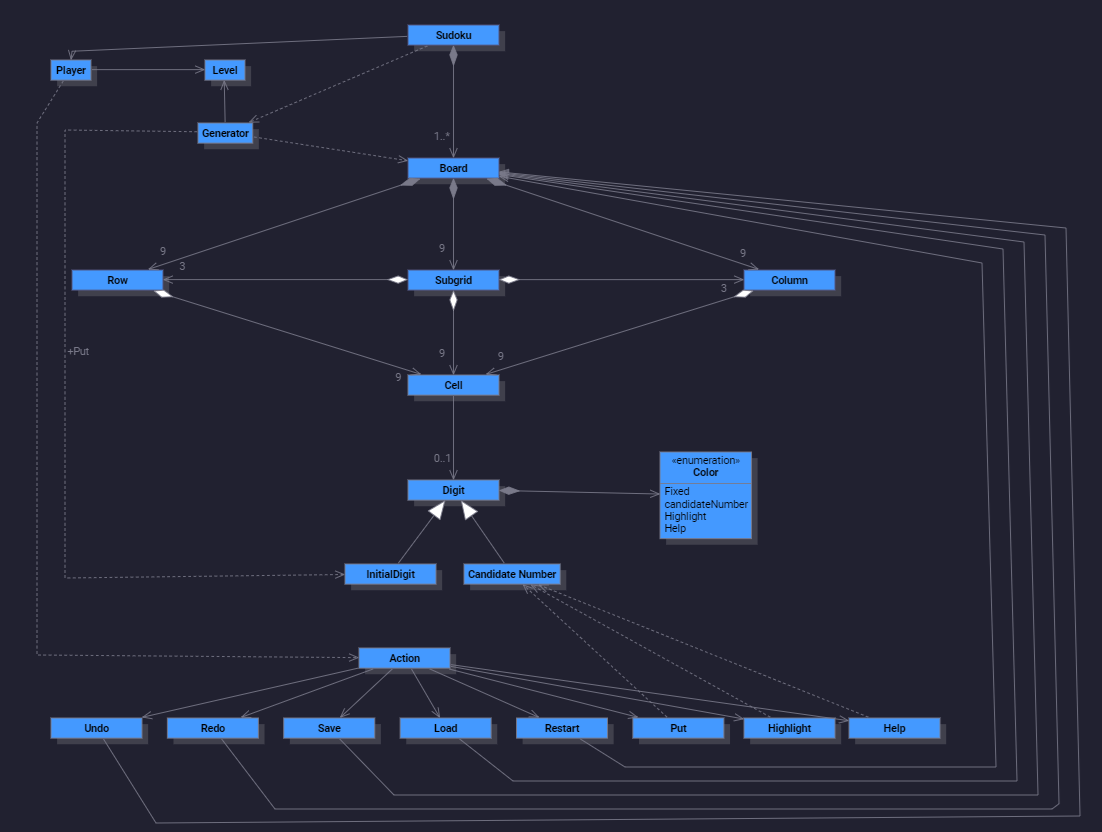 Sudoku
Player
Level
Generator
1..*
Board
9
3
9
9
Row
Subgrid
Column
3
+Put
9
9
9
Cell
0..1
«enumeration»
Color
Fixed
candidateNumber
Highlight
Help
Digit
InitialDigit
Candidate Number
Action
Undo
Redo
Save
Load
Restart
Put
Highlight
Help